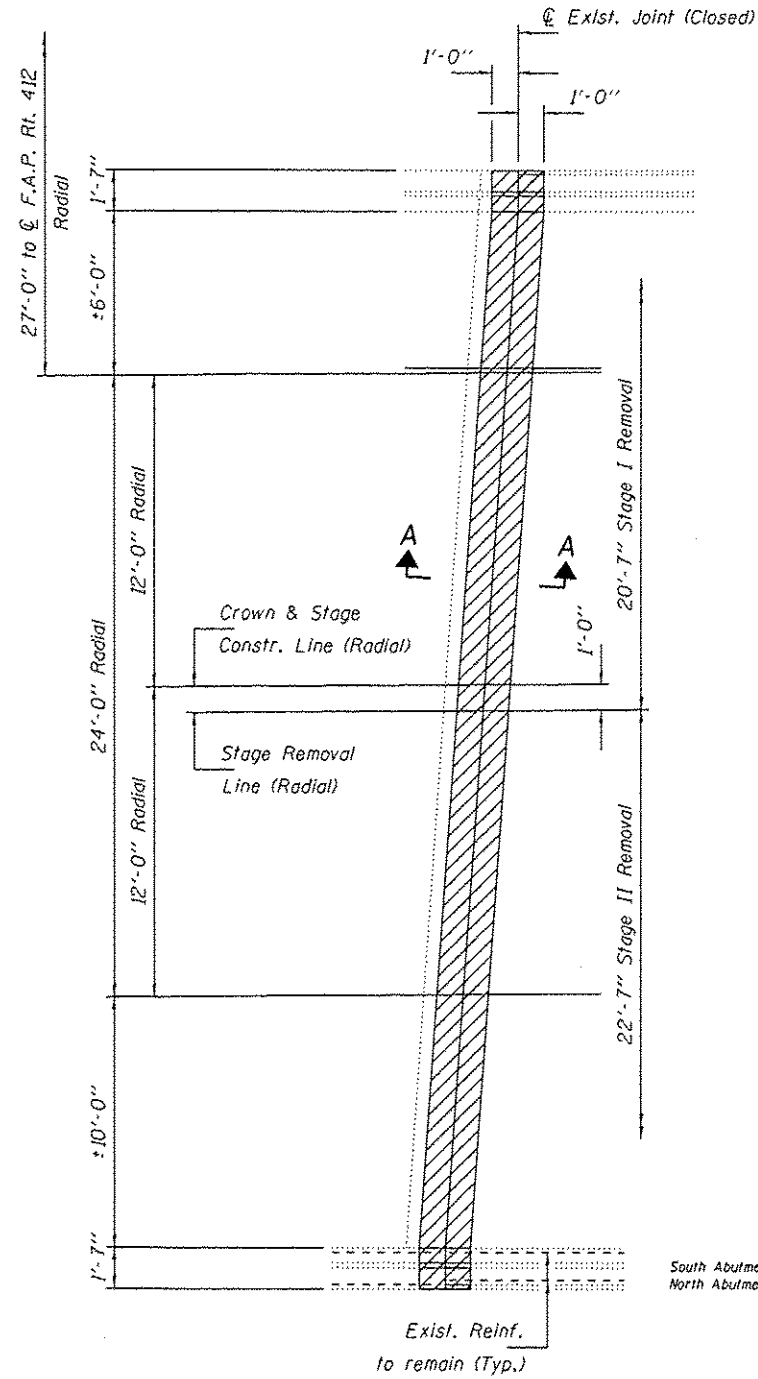 ℄ Exist. Joint (Closed)
1'-0"
1'-0"
27'-0" to ℄ F.A.P. Rt. 412
Radial
1'-7"
±6'-0"
24'-0" Radial
12'-0" Radial
A
A
20'-7" Stage I Removal
Crown & Stage
Constr. Line (Radial)
1'-0"
Stage Removal
Line (Radial)
12'-0" Radial
22'-7" Stage II Removal
±10'-0"
1'-7"
South Abutme
North Abutme
Exist. Reinf.
to remain (Typ.)